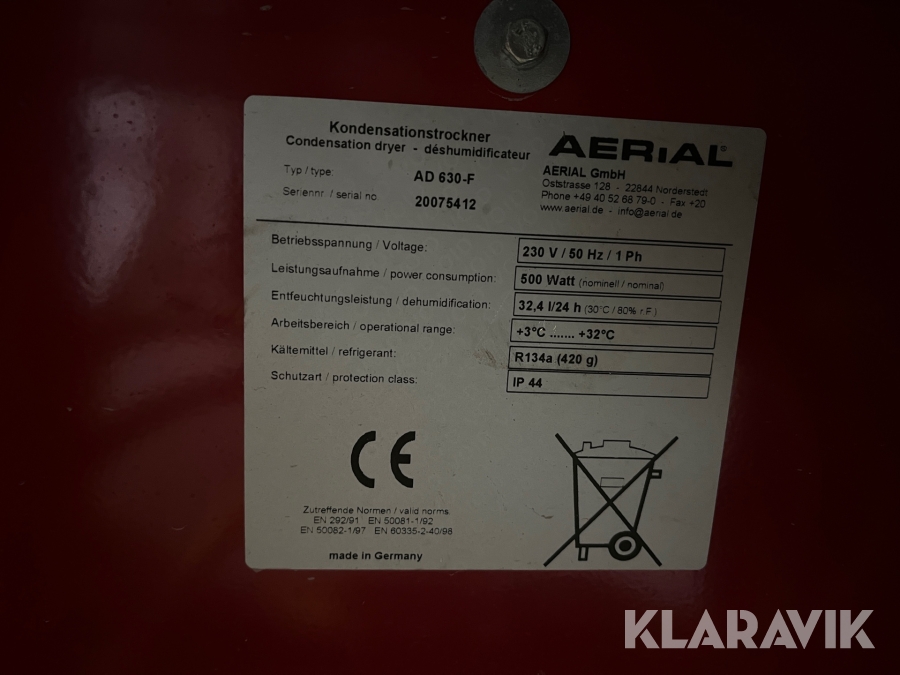 Kondensationstrockner
Condensation dryer - déshumidificateur
AERIAL®
Typ / type: AD 630-F
Seriennr. / serial no. 20075412
AERIAL GmbH
Oststrasse 128 - 22844 Norderstedt
Phone +49 40 52 68 79-0 - Fax +20
www.aerial.de - info@aerial.de
Betriebsspannung / Voltage: 230 V / 50 Hz / 1 Ph
Leistungsaufnahme / power consumption: 500 Watt (nominell / nominal)
Entfeuchtungsleistung / dehumidification: 32,4 l/24 h (30°C / 80% r.F.)
Arbeitsbereich / operational range: +3°C ....... +32°C
Kältemittel / refrigerant: R134a (420 g)
Schutzart / protection class: IP 44
CE
Zutreffende Normen / valid norms
EN 292/91 EN 50081-1/92
EN 50082-1/97 EN 60335-2-40/98
made in Germany
KLARAVIK